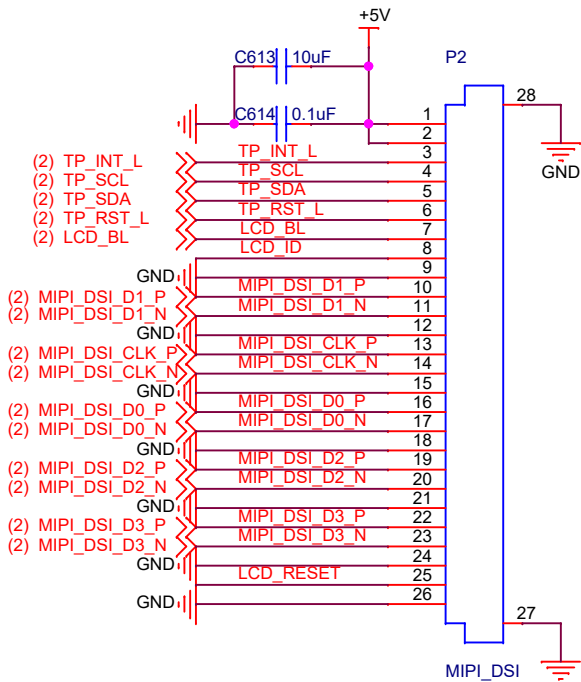 +5V
C613 10uF
P2
C614 0.1uF
1
28
2
(2) TP_INT_L TP_INT_L 3
GND
(2) TP_SCL TP_SCL 4
(2) TP_SDA TP_SDA 5
(2) TP_RST_L TP_RST_L 6
(2) LCD_BL LCD_BL 7
LCD_ID 8
GND 9
(2) MIPI_DSI_D1_P MIPI_DSI_D1_P 10
(2) MIPI_DSI_D1_N MIPI_DSI_D1_N 11
GND 12
(2) MIPI_DSI_CLK_P MIPI_DSI_CLK_P 13
(2) MIPI_DSI_CLK_N MIPI_DSI_CLK_N 14
GND 15
(2) MIPI_DSI_D0_P MIPI_DSI_D0_P 16
(2) MIPI_DSI_D0_N MIPI_DSI_D0_N 17
GND 18
(2) MIPI_DSI_D2_P MIPI_DSI_D2_P 19
(2) MIPI_DSI_D2_N MIPI_DSI_D2_N 20
GND 21
(2) MIPI_DSI_D3_P MIPI_DSI_D3_P 22
(2) MIPI_DSI_D3_N MIPI_DSI_D3_N 23
GND 24
LCD_RESET 25
GND 26
27
MIPI_DSI